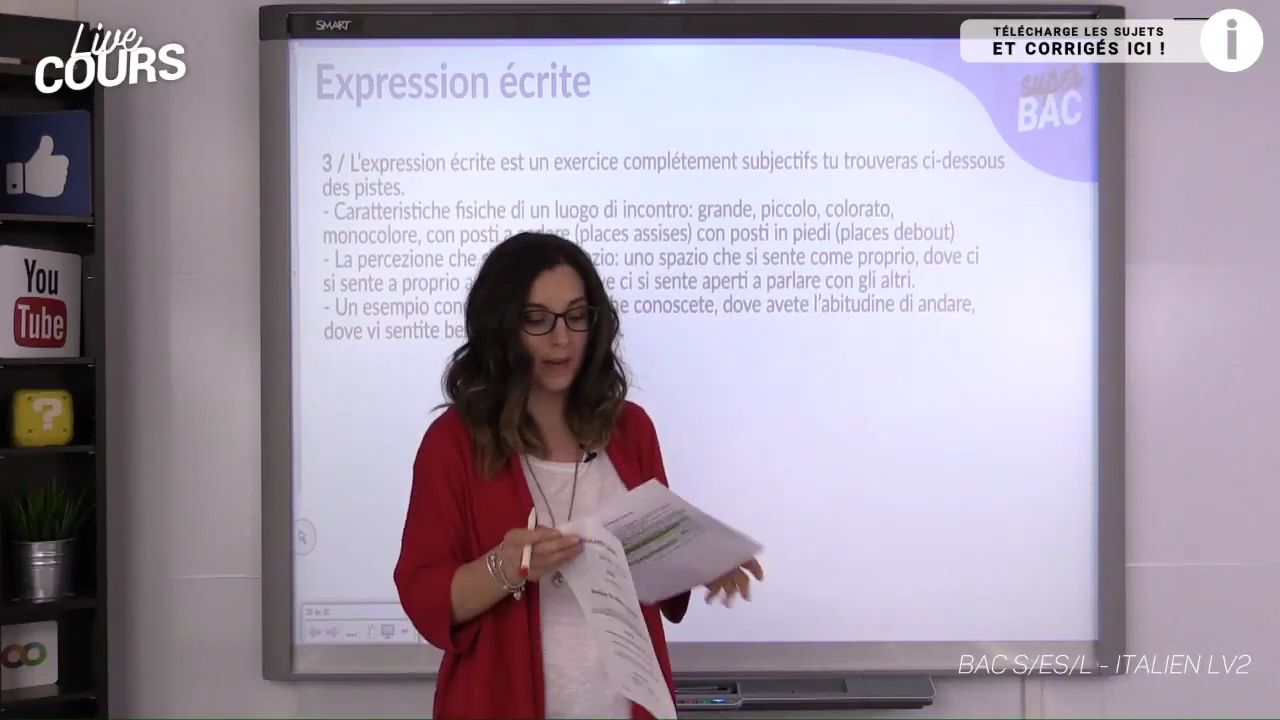 Live
COURS
SMART
TÉLÉCHARGE LES SUJETS
ET CORRIGÉS ICI !
i
super
BAC
Expression écrite
3 / L'expression écrite est un exercice complétement subjectifs tu trouveras ci-dessous
des pistes.
- Caratteristiche fisiche di un luogo di incontro: grande, piccolo, colorato,
monocolore, con posti a (places assises) con posti in piedi (places debout)
- La percezione che uno spazio che si sente come proprio, dove ci
si sente a proprio ci si sente aperti a parlare con gli altri.
- Un esempio conoscete, dove avete l'abitudine di andare,
dove vi sentite
You
Tube
?
BAC S/ES/L - ITALIEN LV2